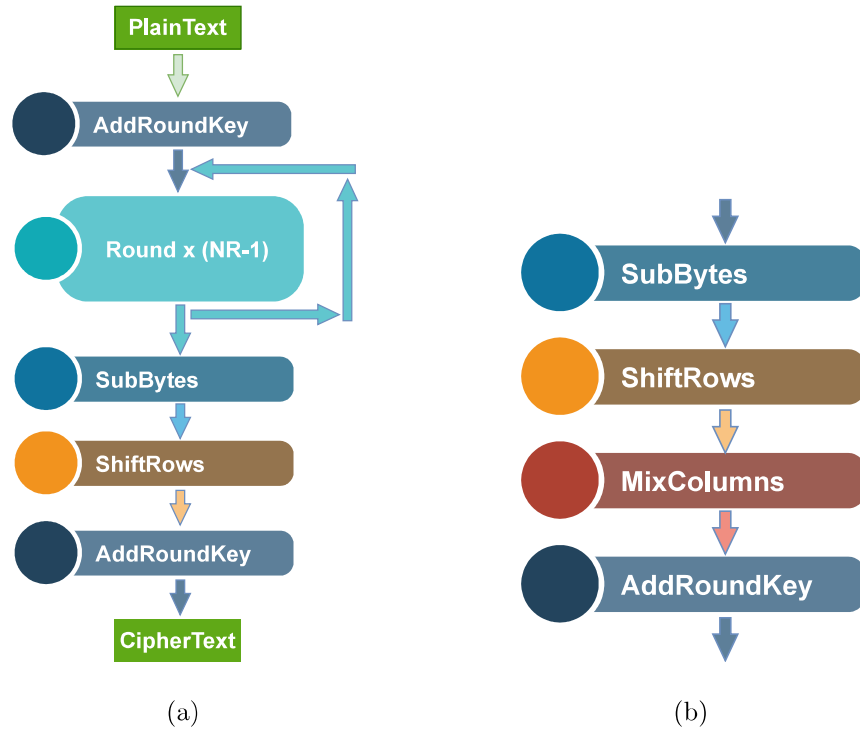 PlainText
AddRoundKey
Round x (NR-1)
SubBytes
ShiftRows
AddRoundKey
CipherText
(a)
SubBytes
ShiftRows
MixColumns
AddRoundKey
(b)